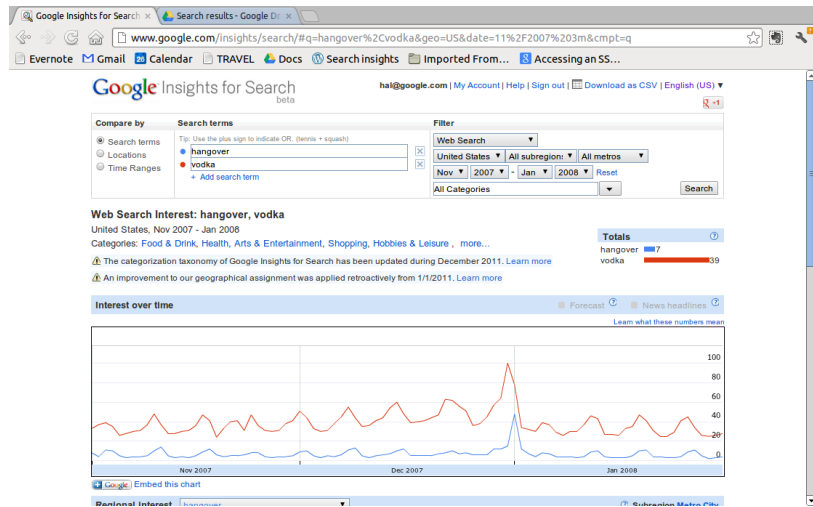 Google Insights for Search
Search results - Google Dr
www.google.com/insights/search/#q=hangover%2Cvodka&geo=US&date=11%2F2007%203m&cmpt=q
Evernote Gmail 26 Calendar TRAVEL Docs Search insights Imported From... 8 Accessing an SS...
Google Insights for Search
beta
hal@google.com | My Account | Help | Sign out | Download as CSV | English (US) ▼
+1
Compare by Search terms Filter
Search terms
Locations
Time Ranges
Tip: Use the plus sign to indicate OR. (tennis + squash)
hangover
vodka
+ Add search term
Web Search
United States All subregions All metros
Nov 2007 - Jan 2008 Reset
All Categories Search
Web Search Interest: hangover, vodka
United States, Nov 2007 - Jan 2008
Categories: Food & Drink, Health, Arts & Entertainment, Shopping, Hobbies & Leisure , more...
Totals ?
hangover 7
vodka 39
The categorization taxonomy of Google Insights for Search has been updated during December 2011. Learn more
An improvement to our geographical assignment was applied retroactively from 1/1/2011. more
Interest over time Forecast ? News headlines ?
Learn what these numbers mean
100
80
60
40
20
0
Nov 2007 Dec 2007 Jan 2008
Google Embed this chart
Regional Interest hangover ? Subregion Metro City